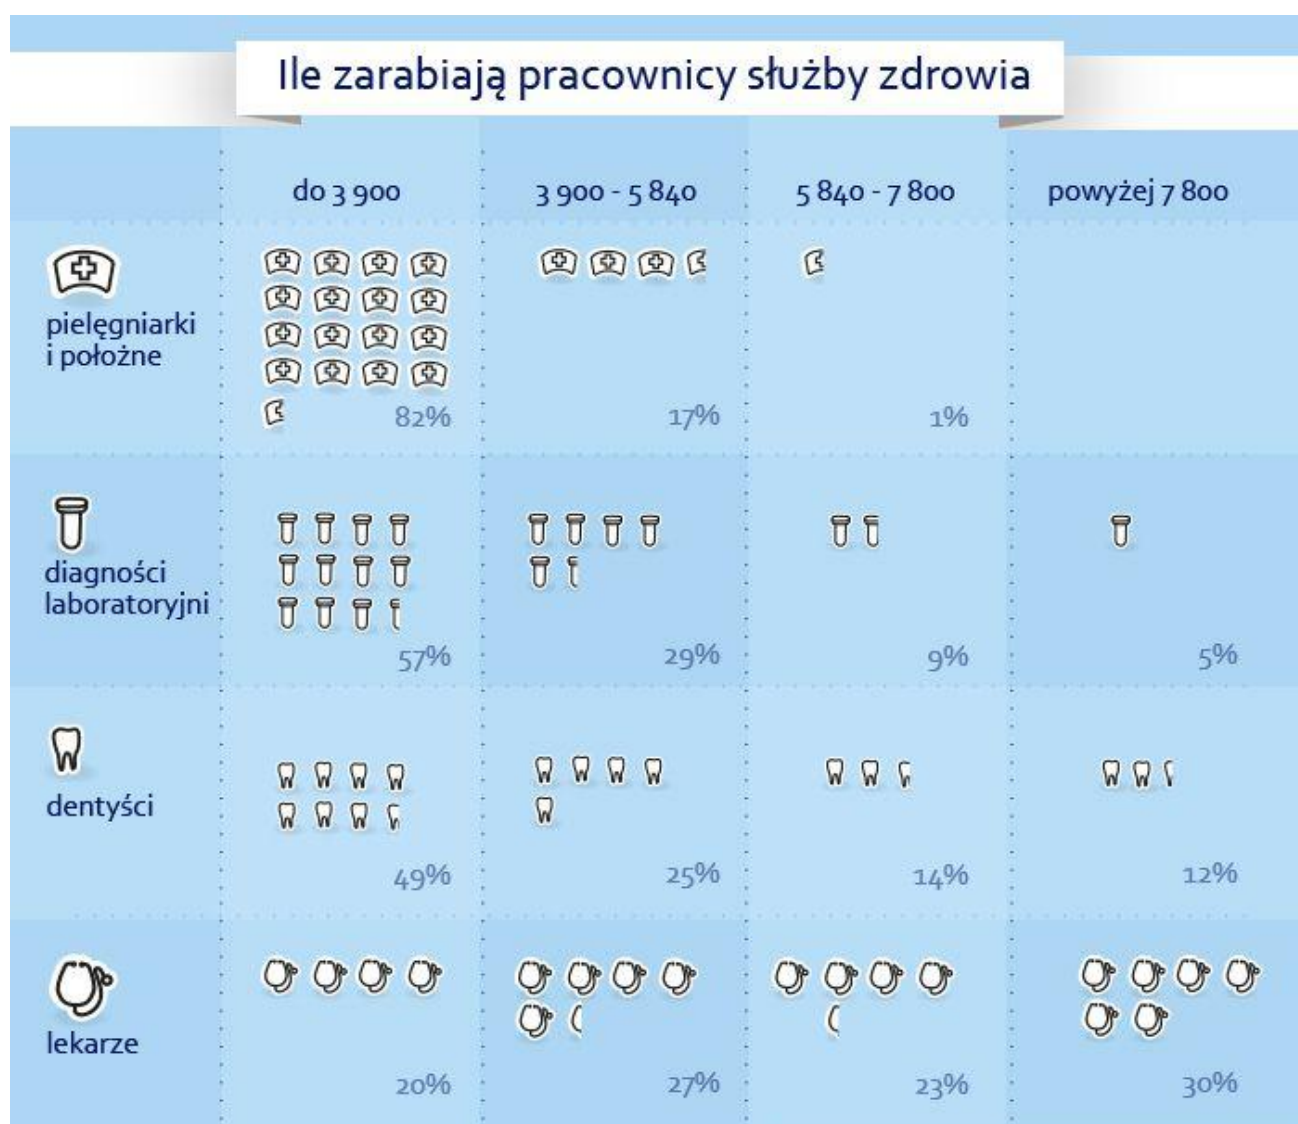 Ile zarabiają pracownicy służby zdrowia
do 3 900
3 900 - 5 840
5 840 - 7 800
powyżej 7 800
pielęgniarki
i położne
82%
17%
1%
diagności
laboratoryjni
57%
29%
9%
5%
dentyści
49%
25%
14%
12%
lekarze
20%
27%
23%
30%